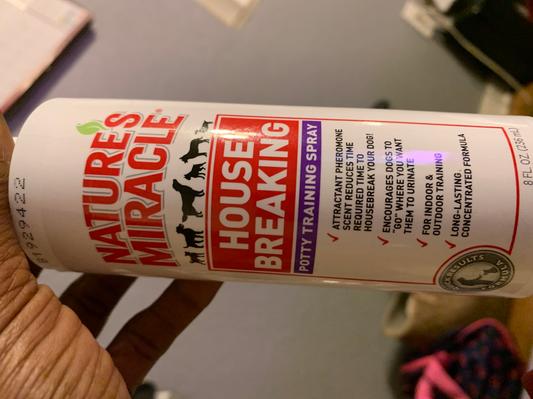 NATURE'S
MIRACLE®
HOUSE
BREAKING
POTTY TRAINING SPRAY
✓ ATTRACTANT PHEROMONE
SCENT REDUCES TIME
REQUIRED TIME TO
HOUSEBREAK YOUR DOG!
✓ ENCOURAGES DOGS TO
"GO" WHERE YOU WANT
THEM TO URINATE
✓ FOR INDOOR &
OUTDOOR TRAINING
✓ LONG-LASTING
CONCENTRATED FORMULA
RESULTS
8 FL. OZ. (236 mL)